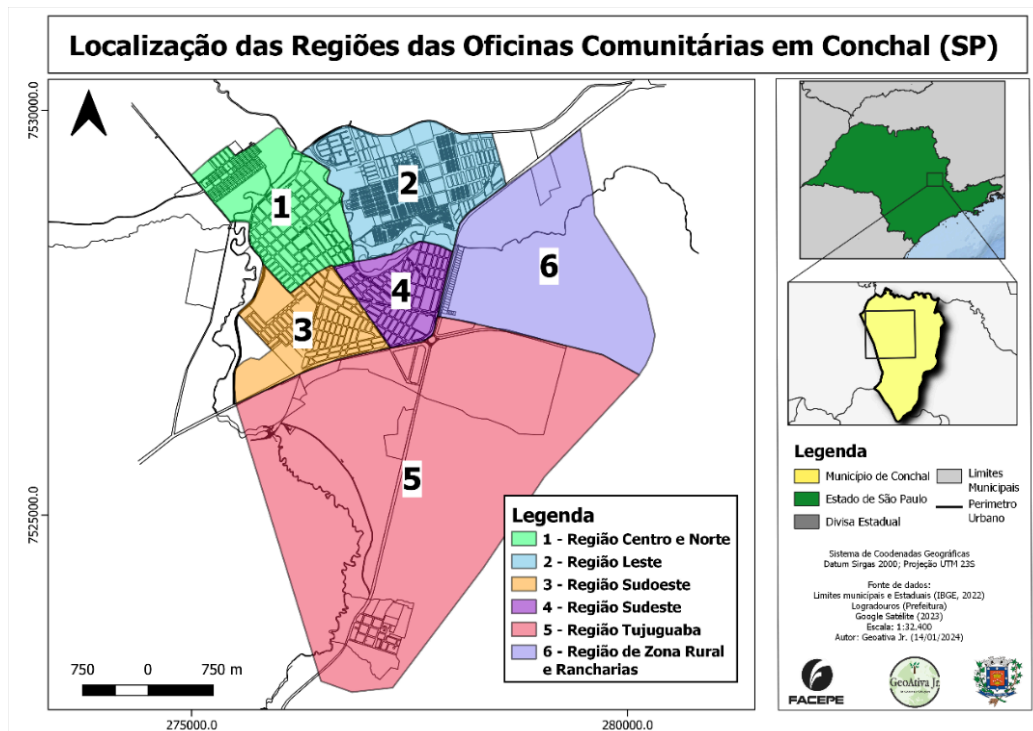 Localização das Regiões das Oficinas Comunitárias em Conchal (SP)
7530000.0
7525000.0
1
2
3
4
5
6
Legenda
1 - Região Centro e Norte
2 - Região Leste
3 - Região Sudoeste
4 - Região Sudeste
5 - Região Tujuguaba
6 - Região de Zona Rural
e Rancharias
750 0 750 m
275000.0 280000.0
Legenda
Município de Conchal
Estado de São Paulo
Divisa Estadual
Limites
Municipais
Perimetro
Urbano
Sistema de Coodenadas Geográficas
Datum Sirgas 2000; Projeção UTM 23S
Fonte de dados:
Limites municipais e Estaduais (IBGE, 2022)
Logradouros (Prefeitura)
Google Satélite (2023)
Escala: 1:32.400
Autor: Geoativa Jr. (14/01/2024)
FACEPE
GeoAtiva Jr.